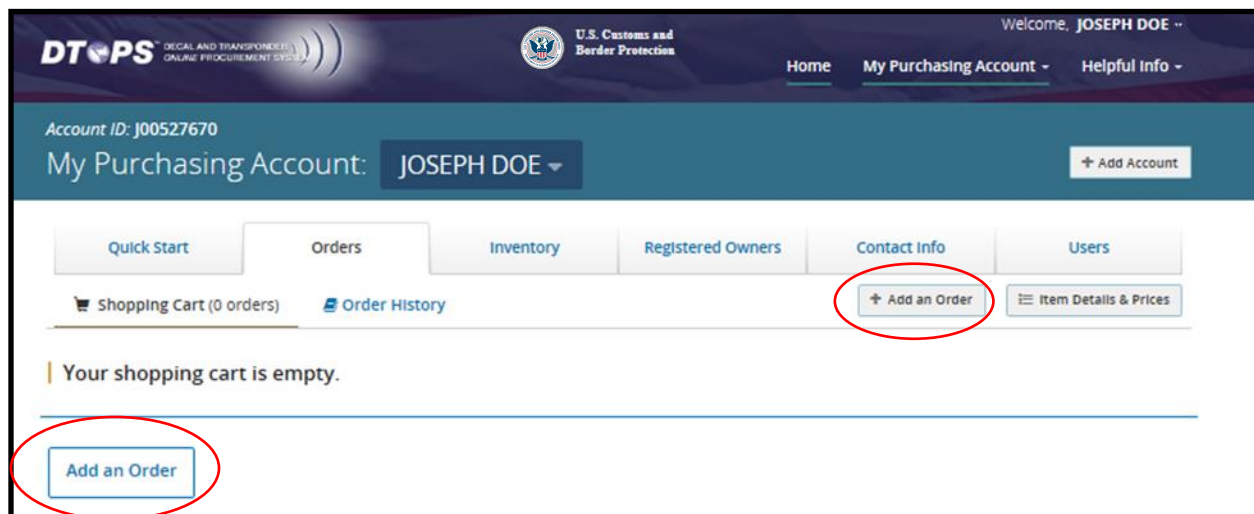 Welcome, JOSEPH DOE
DTOPS DECAL AND TRANSPONDER
ONLINE PROCUREMENT SYSTEM
U.S. Customs and
Border Protection
Home My Purchasing Account Helpful Info
Account ID: J00527670
My Purchasing Account: JOSEPH DOE
+ Add Account
Quick Start Orders Inventory Registered Owners Contact Info Users
Shopping Cart (0 orders) Order History + Add an Order Item Details & Prices
Your shopping cart is empty.
Add an Order